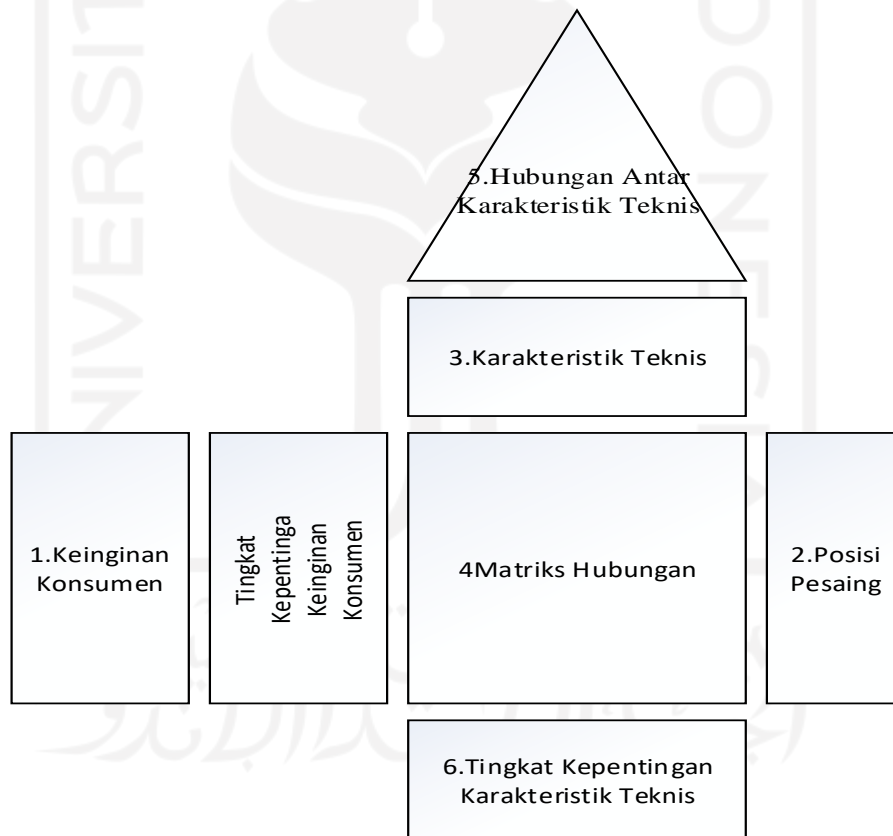 5.Hubungan Antar
Karakteristik Teknis
3.Karakteristik Teknis
1.Keinginan
Konsumen
Tingkat
Kepentinga
Keinginan
Konsumen
4Matriks Hubungan
2.Posisi
Pesaing
6.Tingkat Kepentingan
Karakteristik Teknis